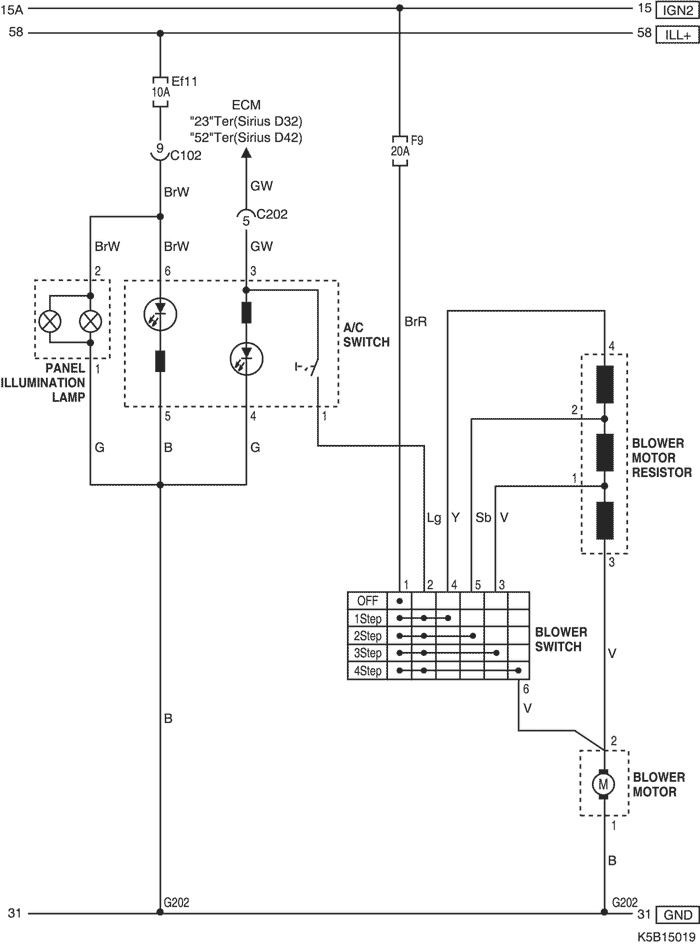 15A
15 IGN2
58
58 ILL+
Ef11
10A
ECM
"23"Ter(Sirius D32)
"52"Ter(Sirius D42)
9
C102
F9
20A
BrW
GW
5
C202
BrW
BrW
GW
2
6
3
BrR
A/C
SWITCH
PANEL
ILLUMINATION
LAMP
1
5
4
1
G
B
G
4
2
1
3
BLOWER
MOTOR
RESISTOR
Lg
Y
Sb
V
1
2
4
5
3
OFF
1Step
2Step
3Step
4Step
BLOWER
SWITCH
6
V
V
B
2
M
BLOWER
MOTOR
1
B
31
G202
G202
31 GND
K5B15019